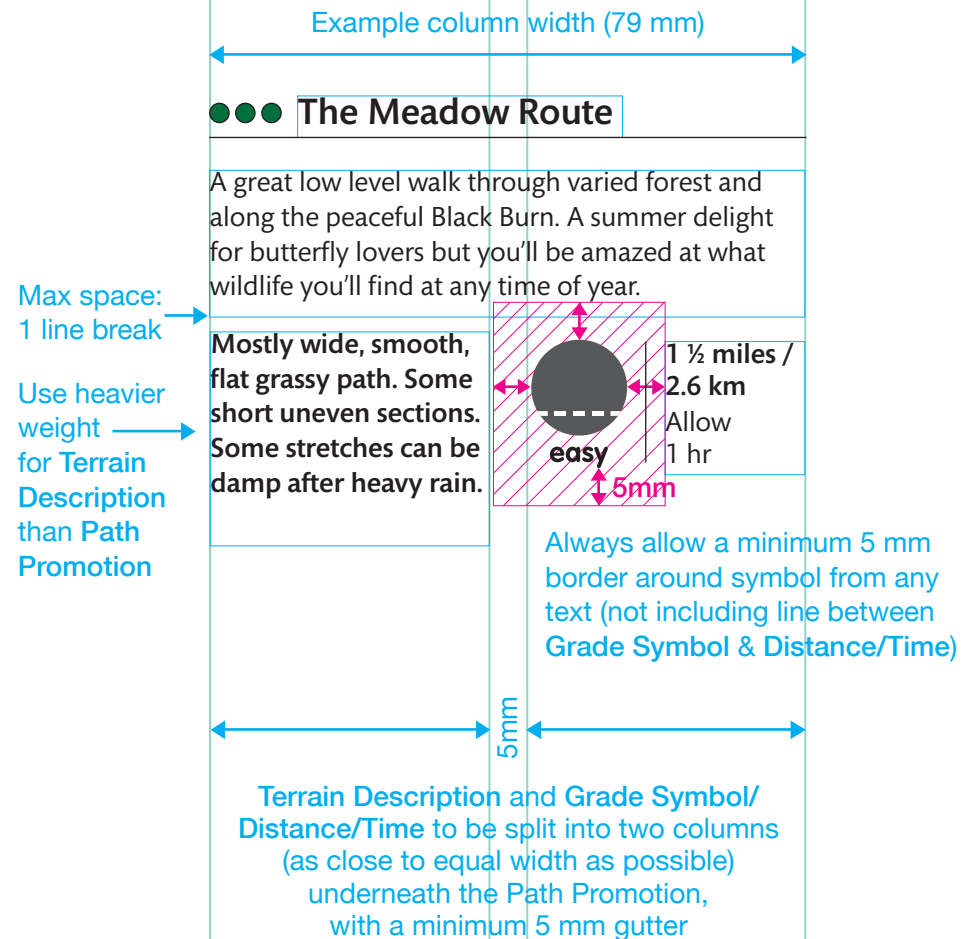 Example column width (79 mm)
The Meadow Route
A great low level walk through varied forest and
along the peaceful Black Burn. A summer delight
for butterfly lovers but you’ll be amazed at what
wildlife you’ll find at any time of year.
Max space:
1 line break
Use heavier
weight
for Terrain
Description
than Path
Promotion
Mostly wide, smooth,
flat grassy path. Some
short uneven sections.
Some stretches can be
damp after heavy rain.
easy
5mm
1 ½ miles /
2.6 km
Allow
1 hr
Always allow a minimum 5 mm
border around symbol from any
text (not including line between
Grade Symbol & Distance/Time)
5mm
Terrain Description and Grade Symbol/
Distance/Time to be split into two columns
(as close to equal width as possible)
underneath the Path Promotion,
with a minimum 5 mm gutter